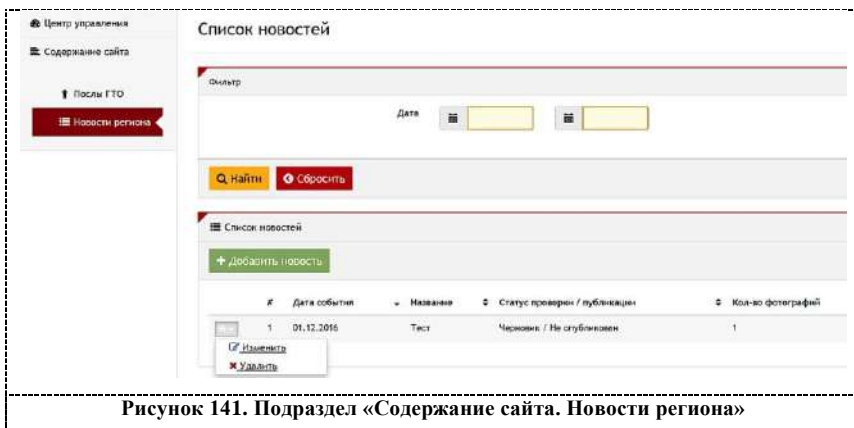 Центр управления
Содержание сайта
Послы ГТО
Новости региона
Список новостей
Фильтр
Дата
Найти
Сбросить
Список новостей
Добавить новость
# Дата события Название Статус проверки / публикации Кол-во фотографий
1 01.12.2016 Тест Черновик / Не опубликован 1
Изменить
Удалить
Рисунок 141. Подраздел «Содержание сайта. Новости региона»